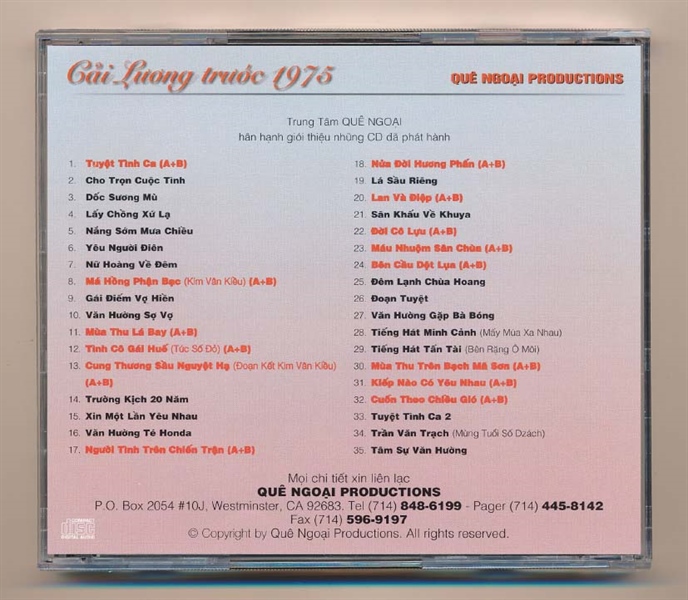 Cải Lương trước 1975
QUÊ NGOẠI PRODUCTIONS
Trung Tâm QUÊ NGOẠI
hân hạnh giới thiệu những CD đã phát hành
1. Tuyệt Tình Ca (A+B)
2. Cho Trọn Cuộc Tình
3. Dốc Sương Mù
4. Lấy Chồng Xứ Lạ
5. Nắng Sớm Mưa Chiều
6. Yêu Người Điên
7. Nữ Hoàng Về Đêm
8. Má Hồng Phận Bạc (Kim Vân Kiều) (A+B)
9. Gái Điếm Vợ Hiền
10. Văn Hường Sợ Vợ
11. Mùa Thu Lá Bay (A+B)
12. Tình Cô Gái Huế (Túc Số Đỏ) (A+B)
13. Cung Thương Sầu Nguyệt Hạ (Đoạn Kết Kim Vân Kiều)
(A+B)
14. Trường Kịch 20 Năm
15. Xin Một Lần Yêu Nhau
16. Văn Hường Té Honda
17. Người Tình Trên Chiến Trận (A+B)
18. Nửa Đời Hương Phấn (A+B)
19. Lá Sầu Riêng
20. Lan Và Điệp (A+B)
21. Sân Khấu Về Khuya
22. Đời Cô Lựu (A+B)
23. Máu Nhuộm Sân Chùa (A+B)
24. Bên Cầu Dệt Lụa (A+B)
25. Đêm Lạnh Chùa Hoang
26. Đoạn Tuyệt
27. Văn Hường Gặp Bà Bóng
28. Tiếng Hát Minh Cảnh (Mấy Mùa Xa Nhau)
29. Tiếng Hát Tấn Tài (Bên Rặng Ô Môi)
30. Mùa Thu Trên Bạch Mã Sơn (A+B)
31. Kiếp Nào Có Yêu Nhau (A+B)
32. Cuốn Theo Chiều Gió (A+B)
33. Tuyệt Tình Ca 2
34. Trần Văn Trạch (Mừng Tuổi Số Dzách)
35. Tâm Sự Văn Hường
Mọi chi tiết xin liên lạc
QUÊ NGOẠI PRODUCTIONS
P.O. Box 2054 #10J, Westminster, CA 92683. Tel (714) 848-6199 - Pager (714) 445-8142
Fax (714) 596-9197
© Copyright by Quê Ngoại Productions. All rights reserved.
COMPACT
disc
DIGITAL AUDIO